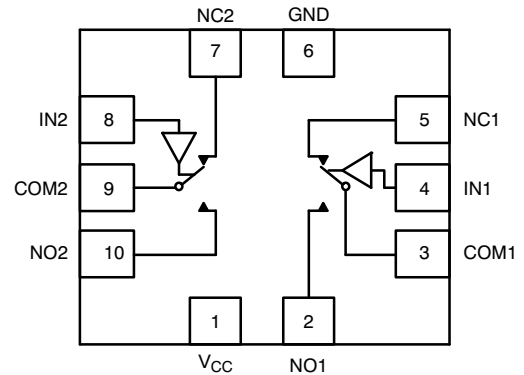 NC2 GND
7 6
IN2 8 5 NC1
COM2 9 4 IN1
NO2 10 3 COM1
1 2
VCC NO1